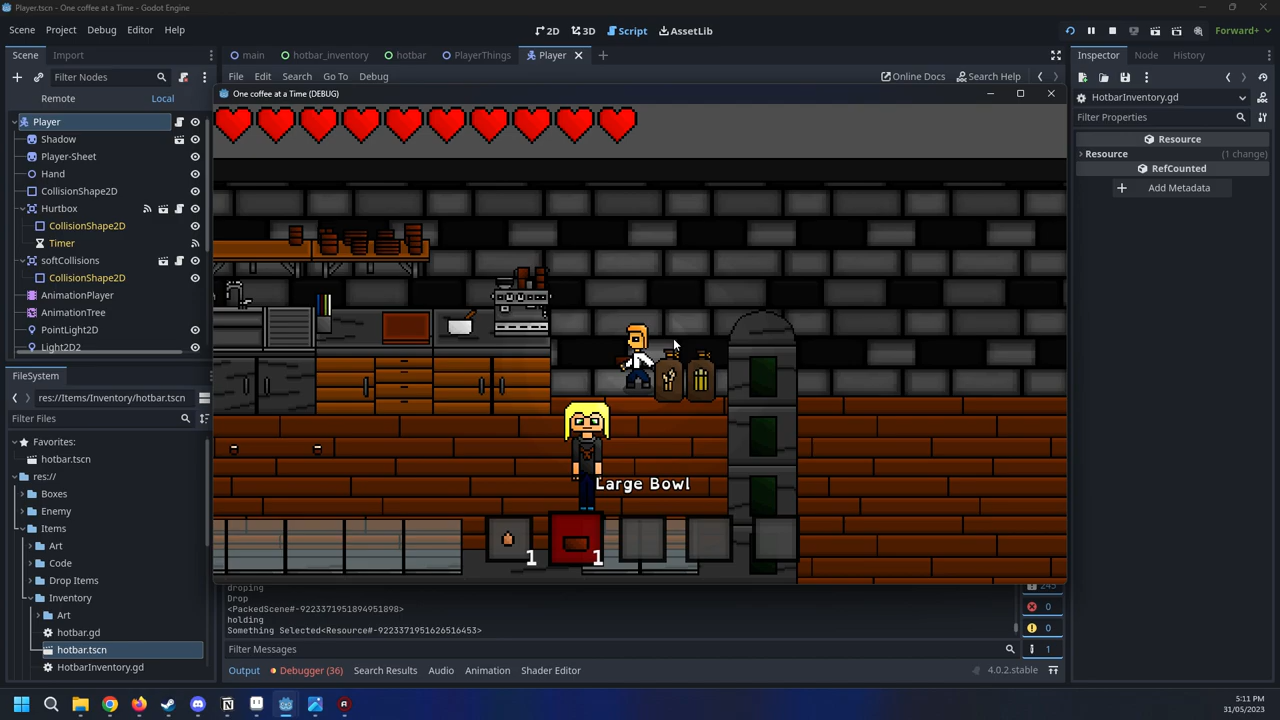 Player.tscn - Godot Engine
Scene Project Debug Editor Help
2D 3D Script AssetLib
Forward+
Scene Import
main hotbar_inventory hotbar PlayerThings Player
Inspector Node History
Filter Nodes
File Edit Search Go To Debug
Online Docs Search Help
Remote Local
One coffee at a Time (DEBUG)
HotbarInventory.gd
Filter Properties
Player
Shadow
Player-Sheet
Hand
CollisionShape2D
Hurtbox
CollisionShape2D
Timer
softCollisions
CollisionShape2D
AnimationPlayer
AnimationTree
PointLight2D
Light2D2
Resource
Resource (1 change)
RefCounted
Add Metadata
FileSystem
res://Items/Inventory/hotbar.tscn
Filter Files
Favorites:
hotbar.tscn
res://
Boxes
Enemy
Items
Art
Code
Drop Items
Inventory
Art
hotbar.gd
hotbar.tscn
HotbarInventory.gd
Large Bowl
1 1
droping
Drop
<PackedScene#-9223371951894951898>
holding
Something Selected<Resource#-9223371951626516453>
245
0
0
1
Filter Messages
Output Debugger (36) Search Results Audio Animation Shader Editor
4.0.2.stable
5:11 PM
31/05/2023